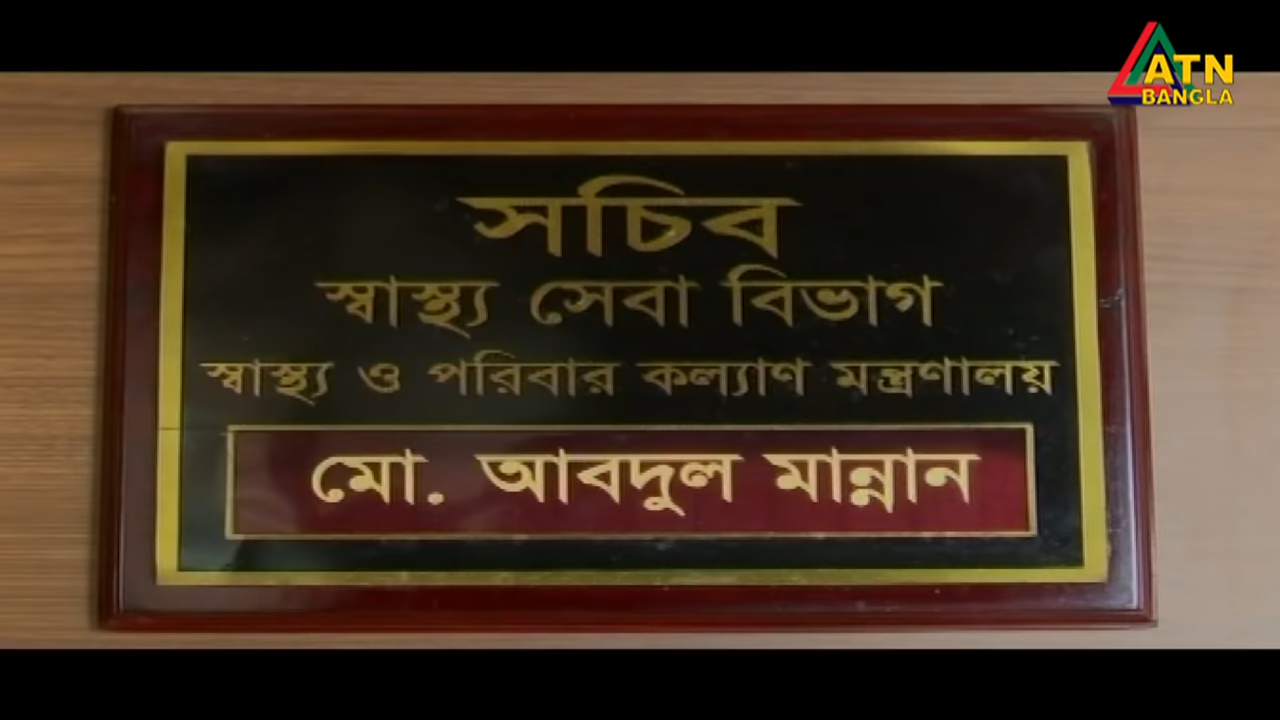 ATN
BANGLA
সচিব
স্বাস্থ্য সেবা বিভাগ
স্বাস্থ্য ও পরিবার কল্যাণ মন্ত্রণালয়
মো. আবদুল মান্নান